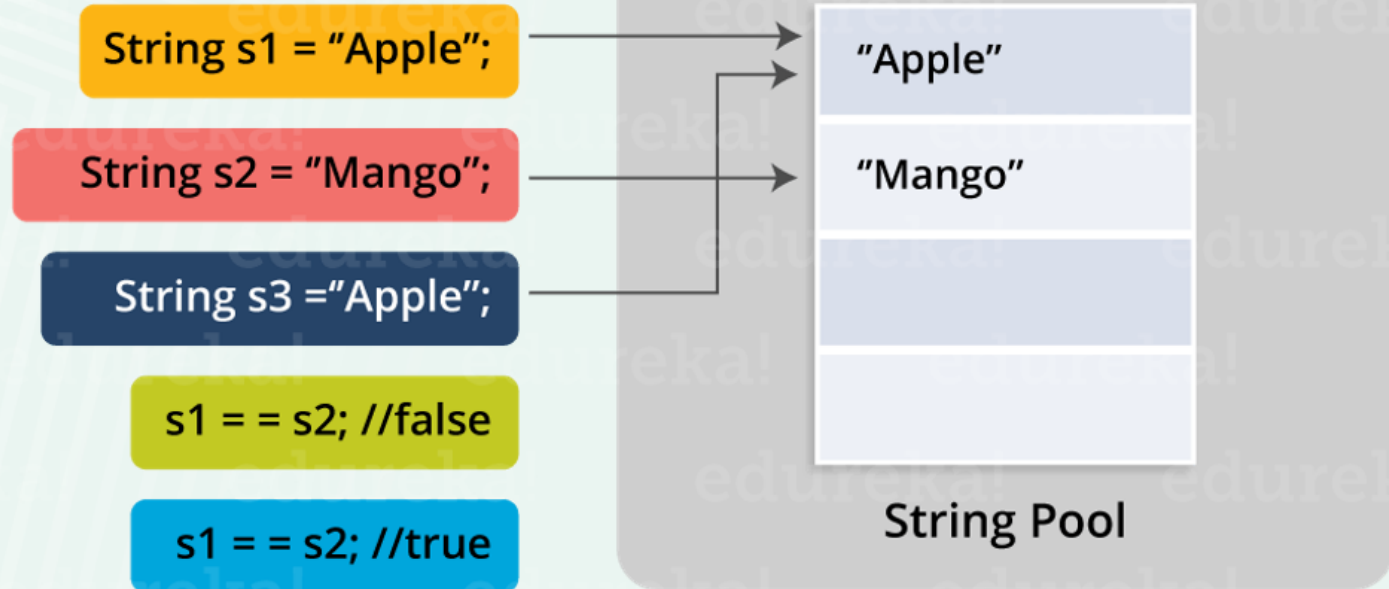 String s1 = “Apple”;
String s2 = “Mango”;
String s3 =“Apple”;
s1 = = s2; //false
s1 = = s2; //true
“Apple”
“Mango”
String Pool
edureka!